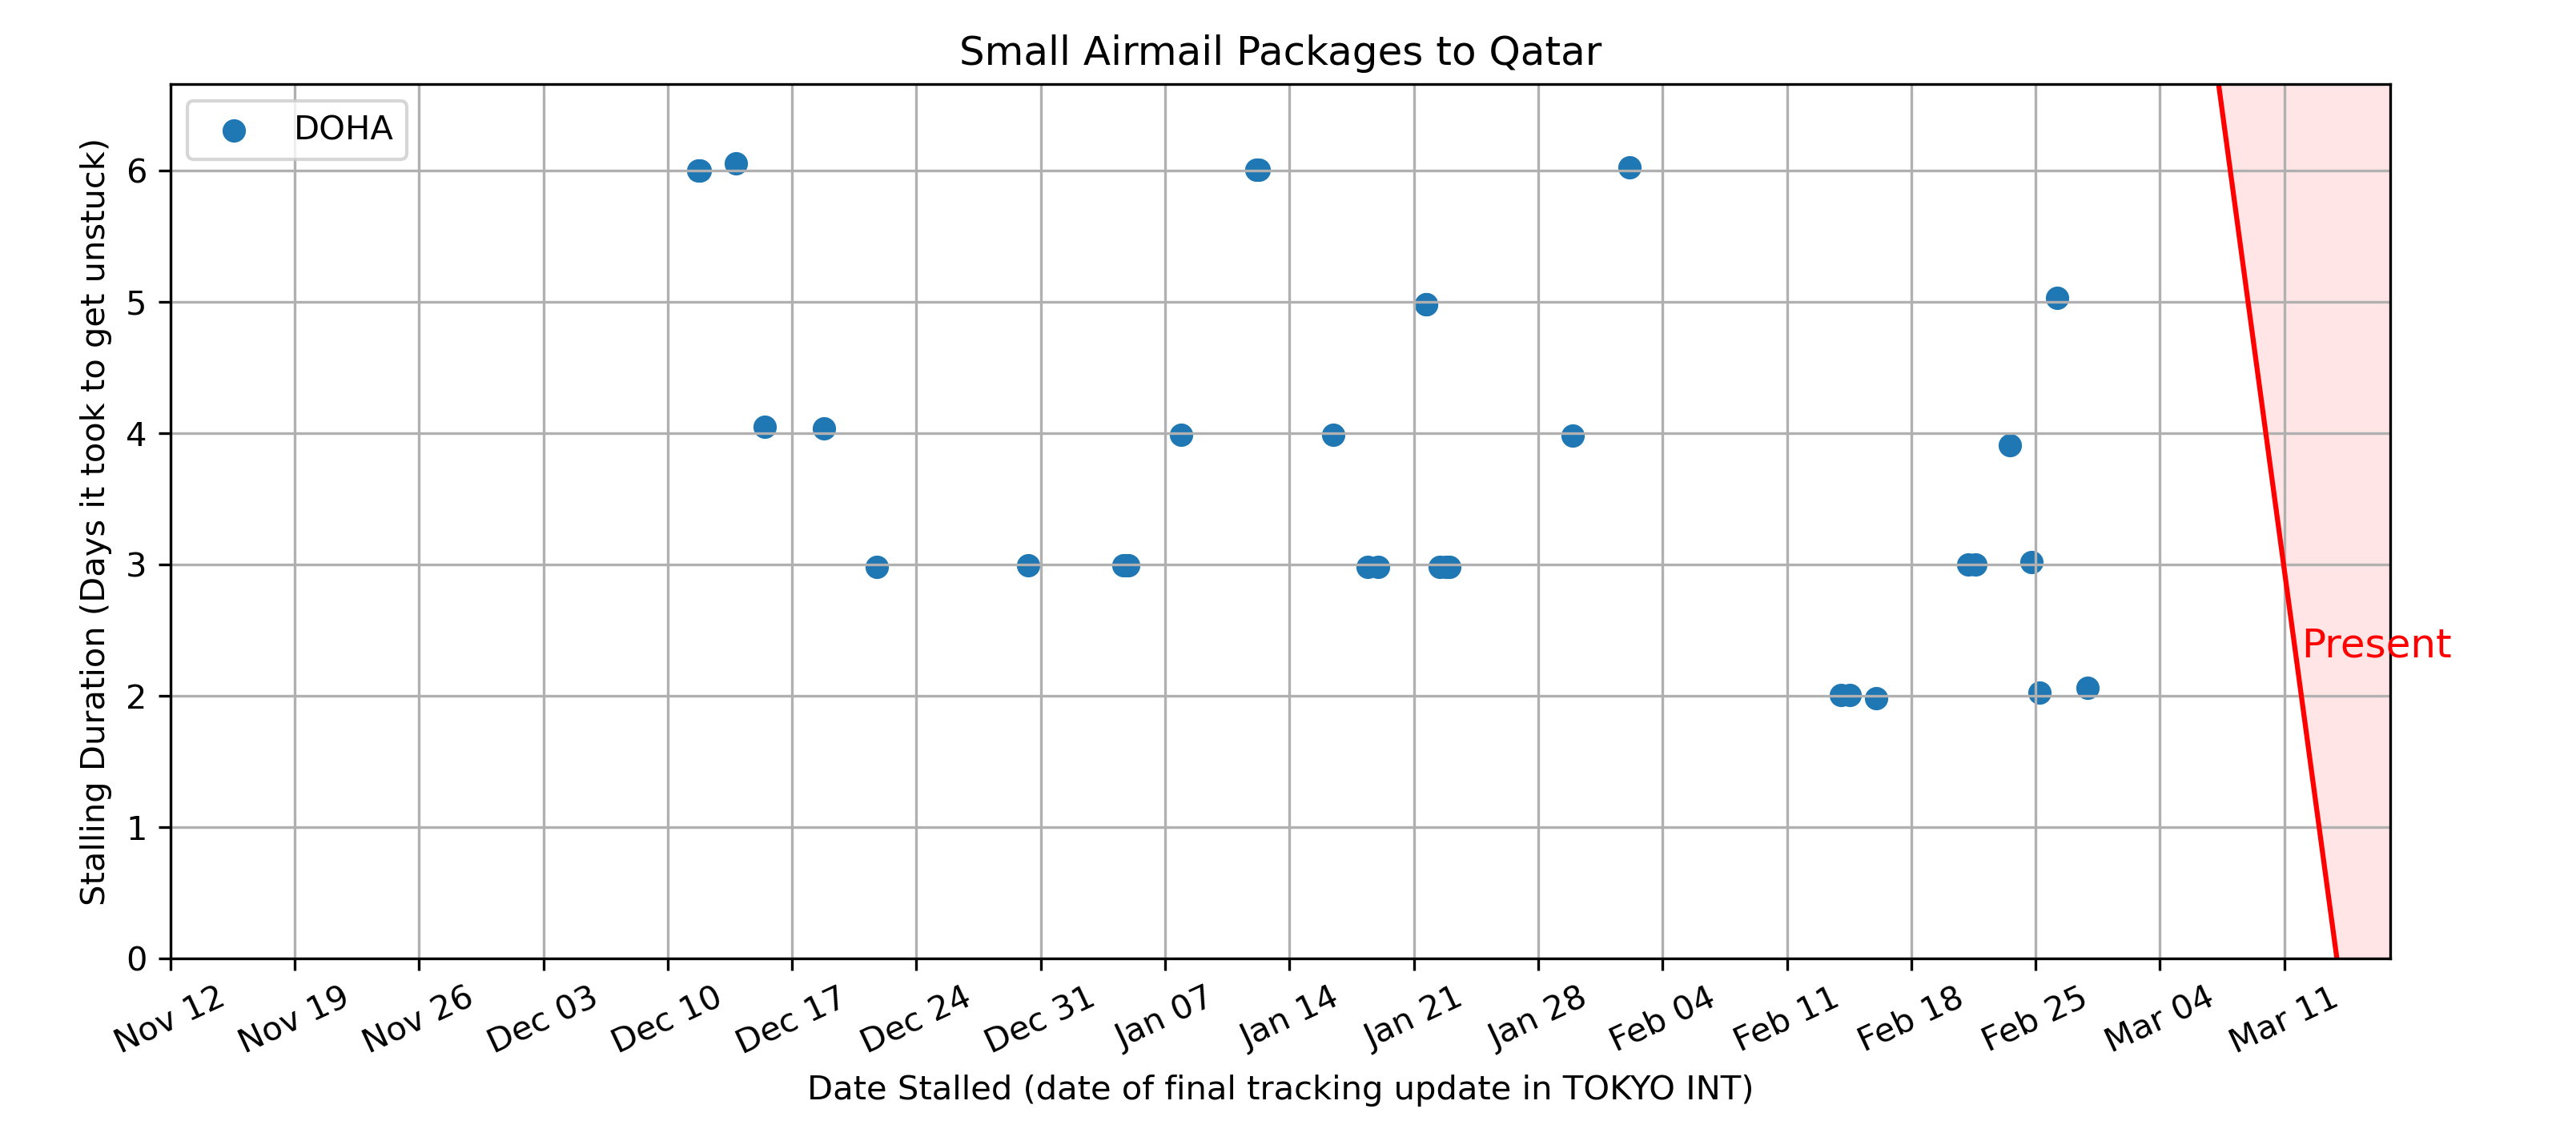 Small Airmail Packages to Qatar
DOHA
Stalling Duration (Days it took to get unstuck)
6
5
4
3
2
1
0
Present
Nov 12
Nov 19
Nov 26
Dec 03
Dec 10
Dec 17
Dec 24
Dec 31
Jan 07
Jan 14
Jan 21
Jan 28
Feb 04
Feb 11
Feb 18
Feb 25
Mar 04
Mar 11
Date Stalled (date of final tracking update in TOKYO INT)